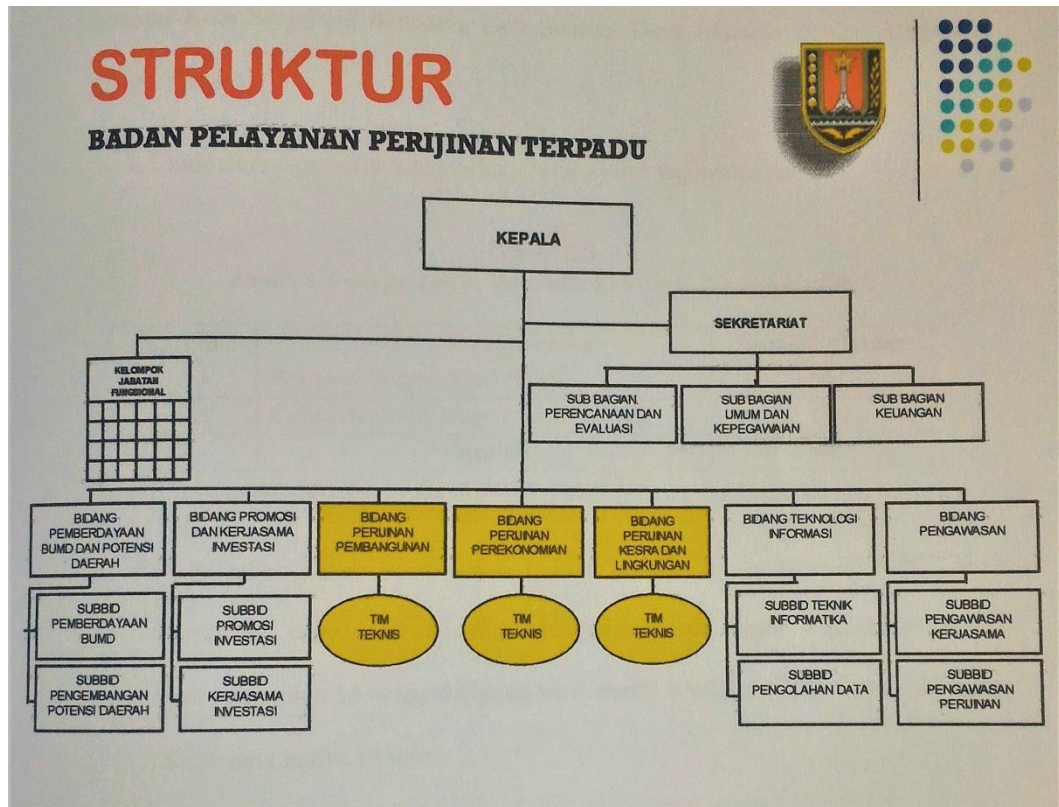 STRUKTUR
BADAN PELAYANAN PERIJINAN TERPADU
KEPALA
SEKRETARIAT
KELOMPOK
JABATAN
FUNGSIONAL
SUB BAGIAN.
PERENCANAAN DAN
EVALUASI
SUB BAGIAN
UMUM DAN
KEPEGAWAIAN
SUB BAGIAN
KEUANGAN
BIDANG
PEMBERDAYAAN
BUMD DAN POTENSI
DAERAH
BIDANG PROMOSI
DAN KERJASAMA
INVESTASI
BIDANG
PERIJINAN
PEMBANGUNAN
BIDANG
PERIJINAN
PEREKONOMIAN
BIDANG
PERIJINAN
KESRA DAN
LINGKUNGAN
BIDANG TEKNOLOGI
INFORMASI
BIDANG
PENGAWASAN
SUBBID
PEMBERDAYAAN
BUMD
SUBBID
PROMOSI
INVESTASI
TIM
TEKNIS
TIM
TEKNIS
TIM
TEKNIS
SUBBID TEKNIK
INFORMATIKA
SUBBID
PENGAWASAN
KERJASAMA
SUBBID
PENGEMBANGAN
POTENSI DAERAH
SUBBID
KERJASAMA
INVESTASI
SUBBID
PENGOLAHAN DATA
SUBBID
PENGAWASAN
PERIJINAN